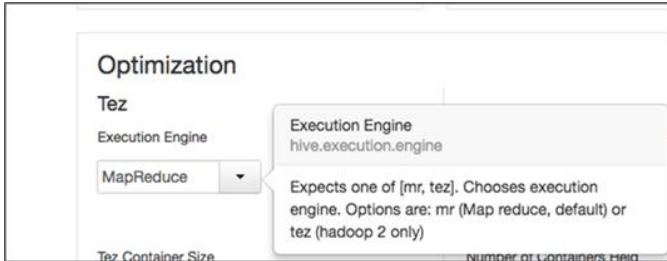 Optimization
Tez
Execution Engine
MapReduce
Execution Engine
hive.execution.engine
Expects one of [mr, tez]. Chooses execution
engine. Options are: mr (Map reduce, default) or
tez (hadoop 2 only)
Tez Container Size
Number of Containers Held